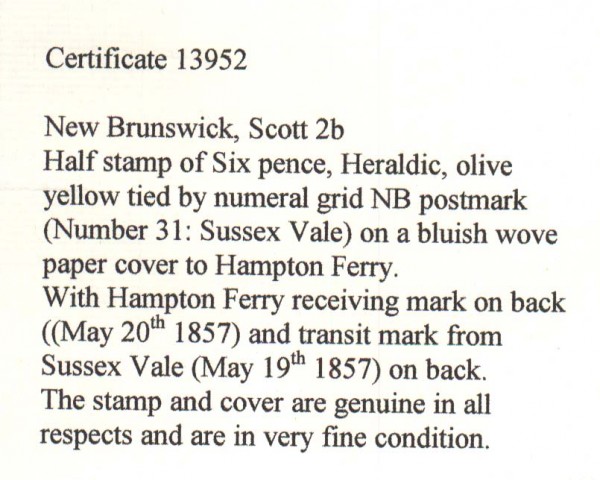 Certificate 13952
New Brunswick, Scott 2b
Half stamp of Six pence, Heraldic, olive
yellow tied by numeral grid NB postmark
(Number 31: Sussex Vale) on a bluish wove
paper cover to Hampton Ferry.
With Hampton Ferry receiving mark on back
((May 20th 1857) and transit mark from
Sussex Vale (May 19th 1857) on back.
The stamp and cover are genuine in all
respects and are in very fine condition.